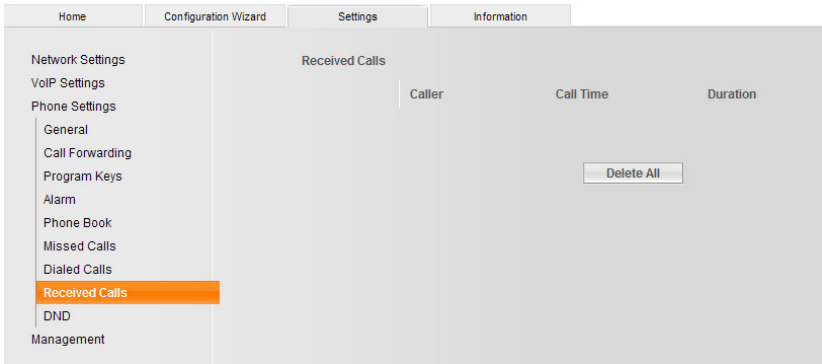 Home Configuration Wizard Settings Information
Network Settings
VoIP Settings
Phone Settings
General
Call Forwarding
Program Keys
Alarm
Phone Book
Missed Calls
Dialed Calls
Received Calls
DND
Management
Received Calls
Caller Call Time Duration
Delete All